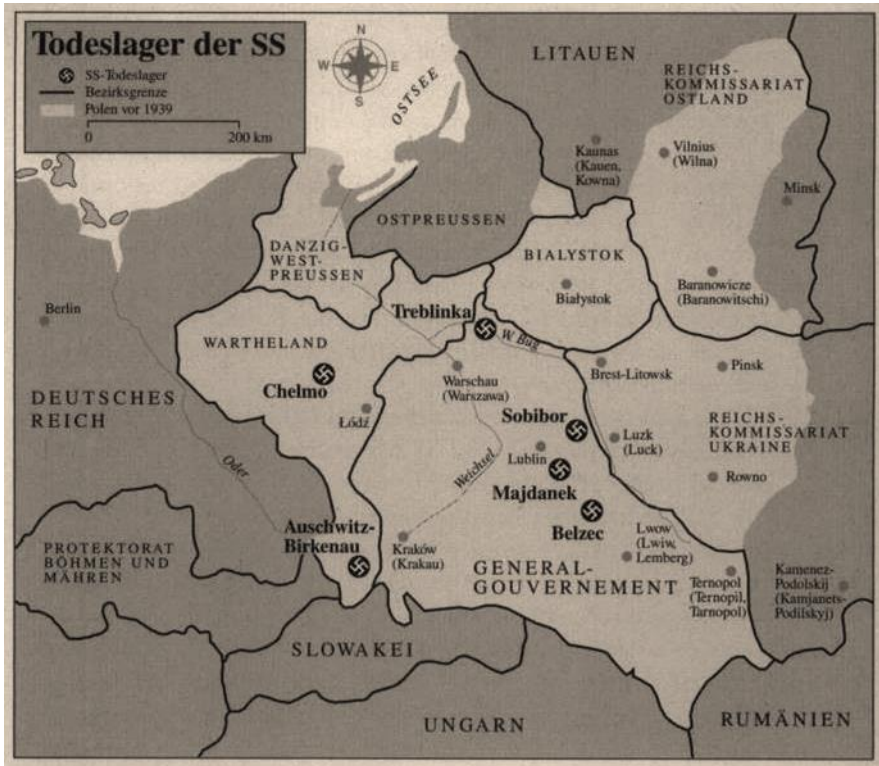 Todeslager der SS
SS-Todeslager
Bezirksgrenze
Polen vor 1939
0 200 km
N
W E
S
OSTSEE
LITAUEN
REICHS-
KOMMISSARIAT
OSTLAND
Kaunas
(Kauen,
Kowna)
Vilnius
(Wilna)
Minsk
OSTPREUSSEN
DANZIG-
WEST-
PREUSSEN
BIALYSTOK
Białystok
Baranowicze
(Baranowitschi)
Berlin
Treblinka
W. Bug
WARTHELAND
Chelmo
Łódź
Warschau
(Warszawa)
Brest-Litowsk
Pinsk
DEUTSCHES
REICH
Sobibor
Luzk
(Luck)
REICHS-
KOMMISSARIAT
UKRAINE
Oder
Weichsel
Lublin
Majdanek
Rowno
Belzec
Auschwitz-
Birkenau
Kraków
(Krakau)
Lwow
(Lwiw,
Lemberg)
PROTEKTORAT
BÖHMEN UND
MÄHREN
GENERAL-
GOUVERNEMENT
Ternopol
(Ternopil,
Tarnopol)
Kamenez-
Podolskij
(Kamjanets-
Podilskyj)
SLOWAKEI
UNGARN
RUMÄNIEN